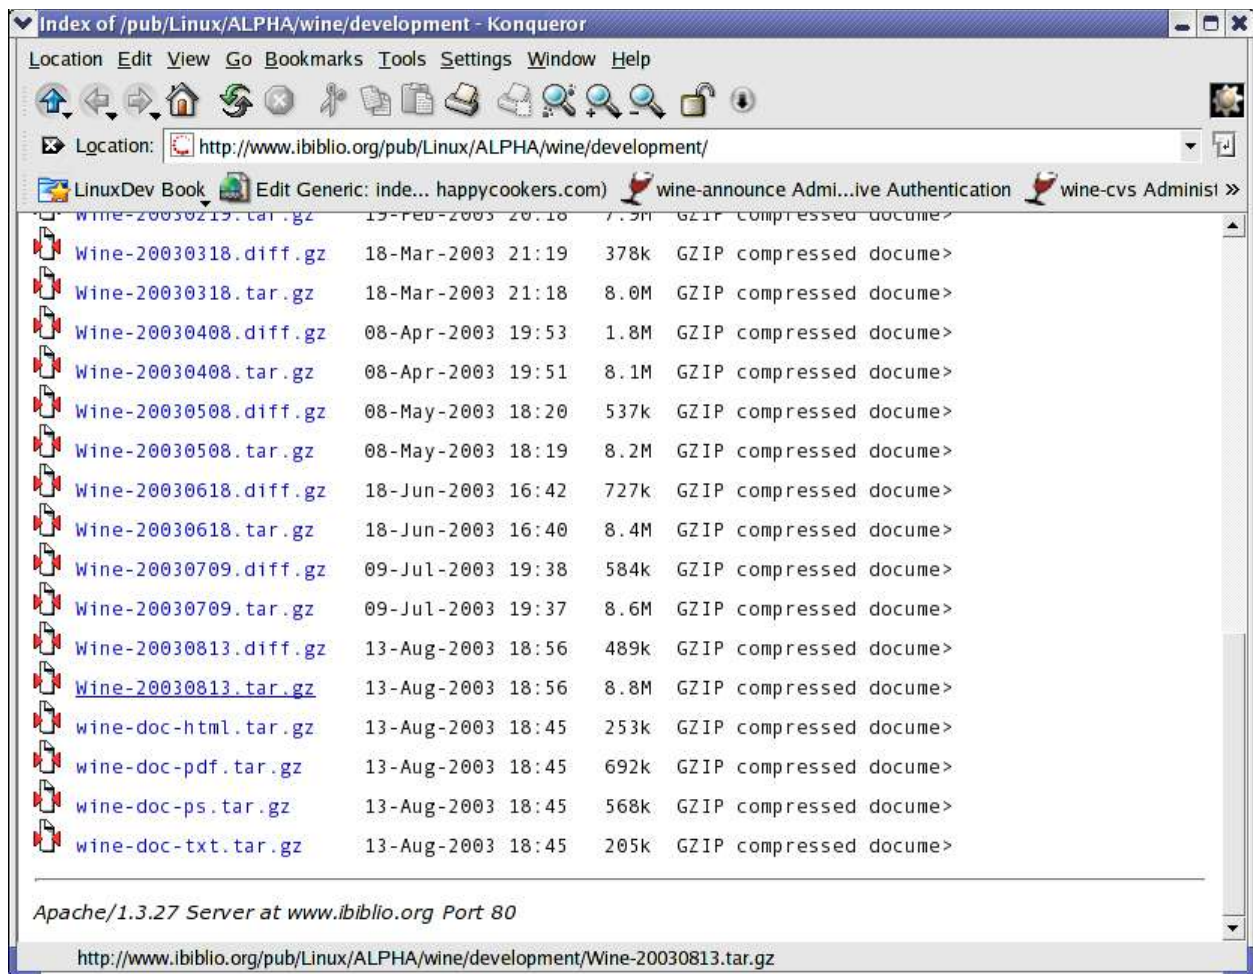 Index of /pub/Linux/ALPHA/wine/development - Konqueror
Location Edit View Go Bookmarks Tools Settings Window Help
Location: http://www.ibiblio.org/pub/Linux/ALPHA/wine/development/
LinuxDev Book Edit Generic: inde... happycookers.com) wine-announce Admi...ive Authentication wine-cvs Administ »
Wine-20030219.tar.gz 19-Feb-2003 20:18 7.9M GZIP compressed docume>
Wine-20030318.diff.gz 18-Mar-2003 21:19 378k GZIP compressed docume>
Wine-20030318.tar.gz 18-Mar-2003 21:18 8.0M GZIP compressed docume>
Wine-20030408.diff.gz 08-Apr-2003 19:53 1.8M GZIP compressed docume>
Wine-20030408.tar.gz 08-Apr-2003 19:51 8.1M GZIP compressed docume>
Wine-20030508.diff.gz 08-May-2003 18:20 537k GZIP compressed docume>
Wine-20030508.tar.gz 08-May-2003 18:19 8.2M GZIP compressed docume>
Wine-20030618.diff.gz 18-Jun-2003 16:42 727k GZIP compressed docume>
Wine-20030618.tar.gz 18-Jun-2003 16:40 8.4M GZIP compressed docume>
Wine-20030709.diff.gz 09-Jul-2003 19:38 584k GZIP compressed docume>
Wine-20030709.tar.gz 09-Jul-2003 19:37 8.6M GZIP compressed docume>
Wine-20030813.diff.gz 13-Aug-2003 18:56 489k GZIP compressed docume>
Wine-20030813.tar.gz 13-Aug-2003 18:56 8.8M GZIP compressed docume>
wine-doc-html.tar.gz 13-Aug-2003 18:45 253k GZIP compressed docume>
wine-doc-pdf.tar.gz 13-Aug-2003 18:45 692k GZIP compressed docume>
wine-doc-ps.tar.gz 13-Aug-2003 18:45 568k GZIP compressed docume>
wine-doc-txt.tar.gz 13-Aug-2003 18:45 205k GZIP compressed docume>
Apache/1.3.27 Server at www.ibiblio.org Port 80
http://www.ibiblio.org/pub/Linux/ALPHA/wine/development/Wine-20030813.tar.gz